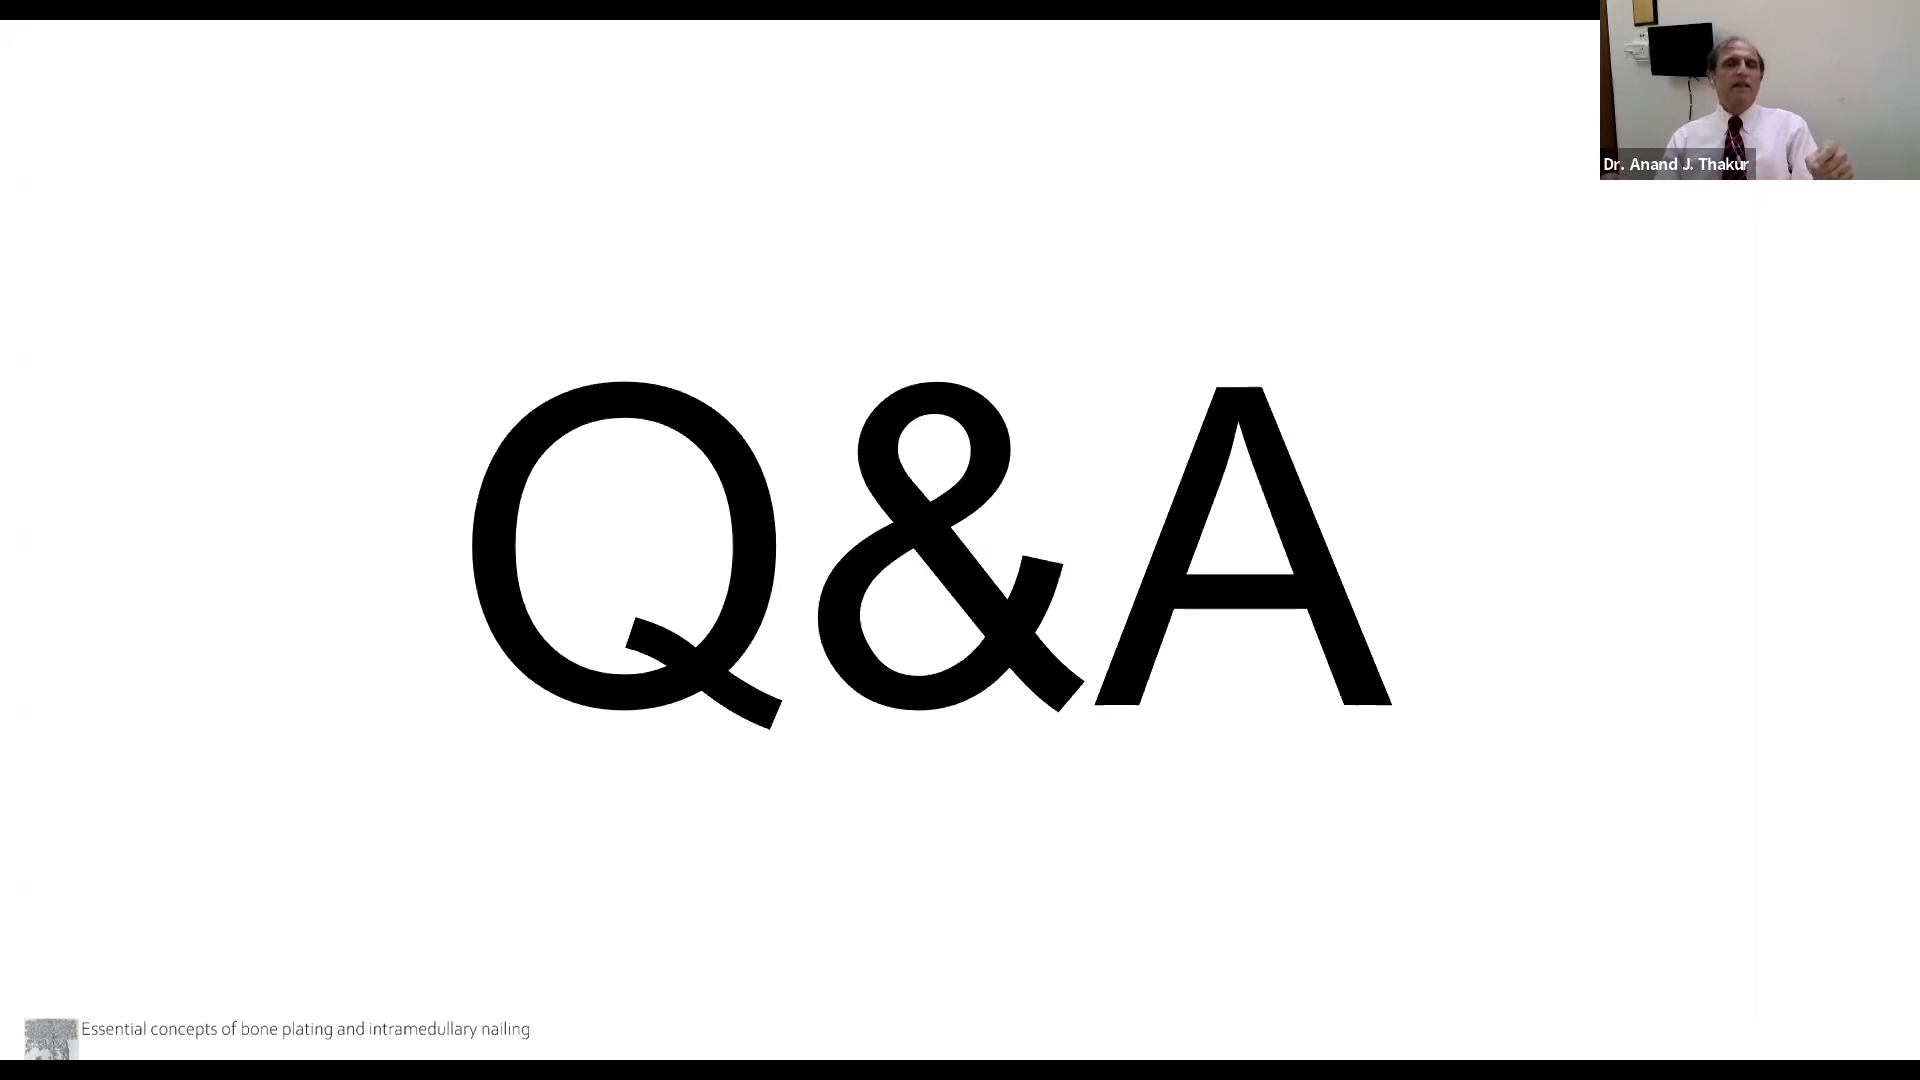 Dr. Anand J. Thakur
Q&A
Essential concepts of bone plating and intramedullary nailing